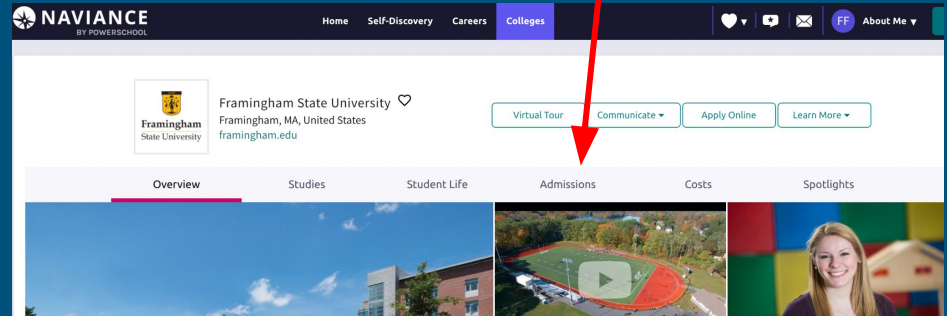 NAVIANCE
BY POWERSCHOOL
Home Self-Discovery Careers Colleges
FF About Me
Framingham
State University
Framingham State University
Framingham, MA, United States
framingham.edu
Virtual Tour Communicate Apply Online Learn More
Overview Studies Student Life Admissions Costs Spotlights